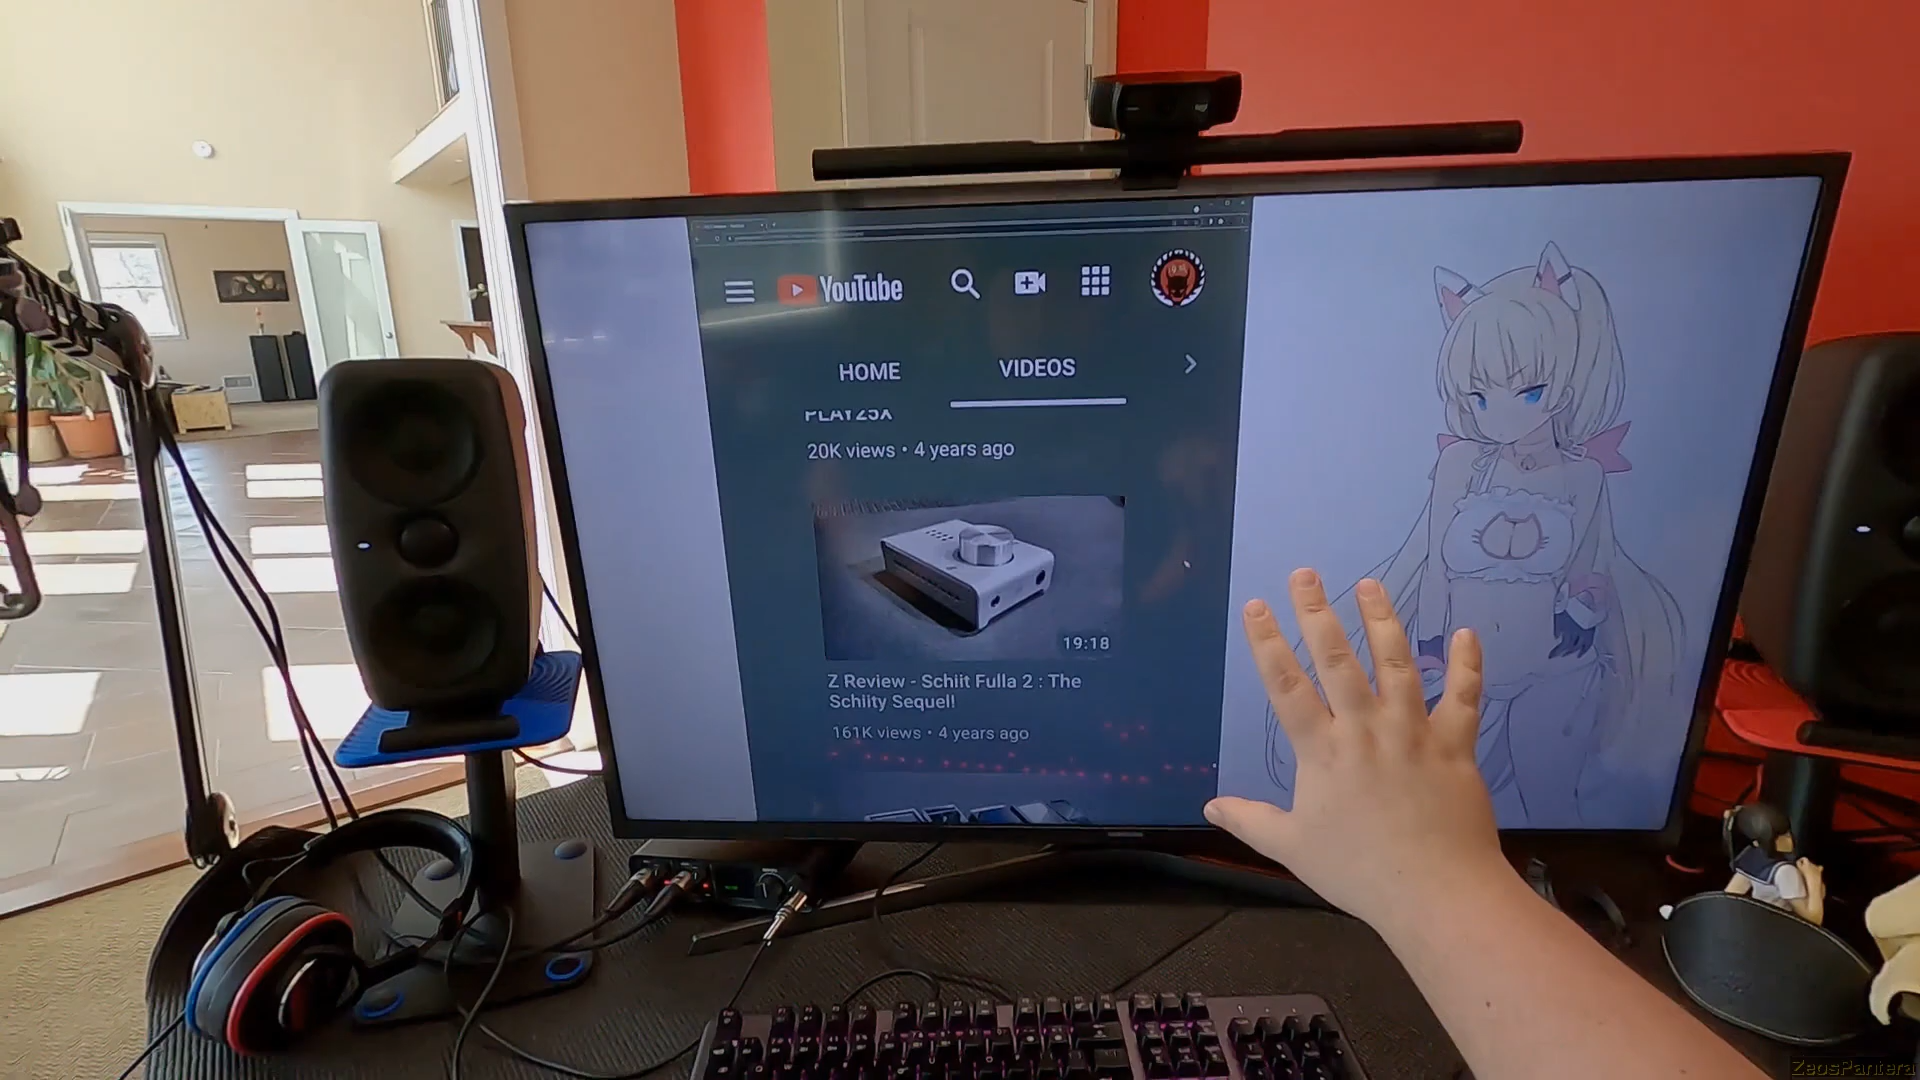 YouTube
HOME
VIDEOS
PLAY25X
20K views • 4 years ago
19:18
Z Review - Schiit Fulla 2 : The
Schiity Sequel!
161K views • 4 years ago
ZeosPantera